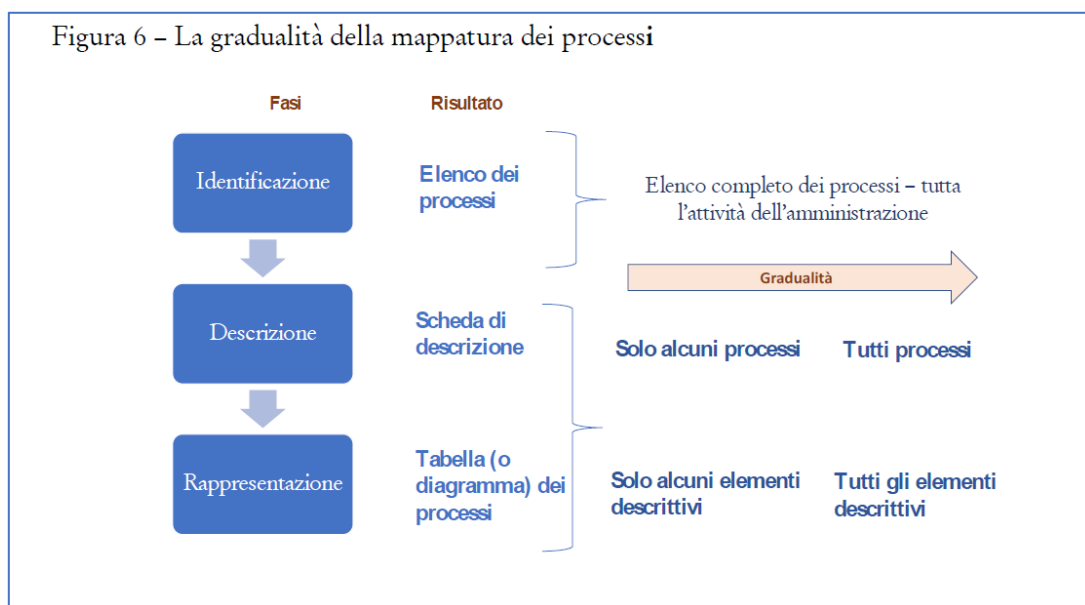 Figura 6 – La gradualità della mappatura dei processi
Fasi
Risultato
Identificazione
Elenco dei
processi
Elenco completo dei processi – tutta
l'attività dell'amministrazione
Gradualità
Descrizione
Scheda di
descrizione
Solo alcuni processi
Tutti processi
Rappresentazione
Tabella (o
diagramma) dei
processi
Solo alcuni elementi
descrittivi
Tutti gli elementi
descrittivi